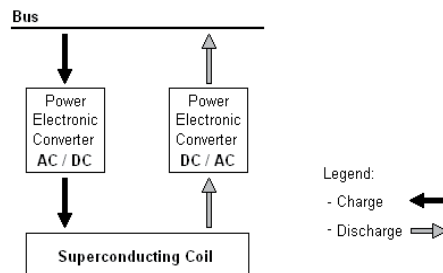 Bus
Power
Electronic
Converter
AC / DC
Power
Electronic
Converter
DC / AC
Superconducting Coil
Legend:
- Charge
- Discharge